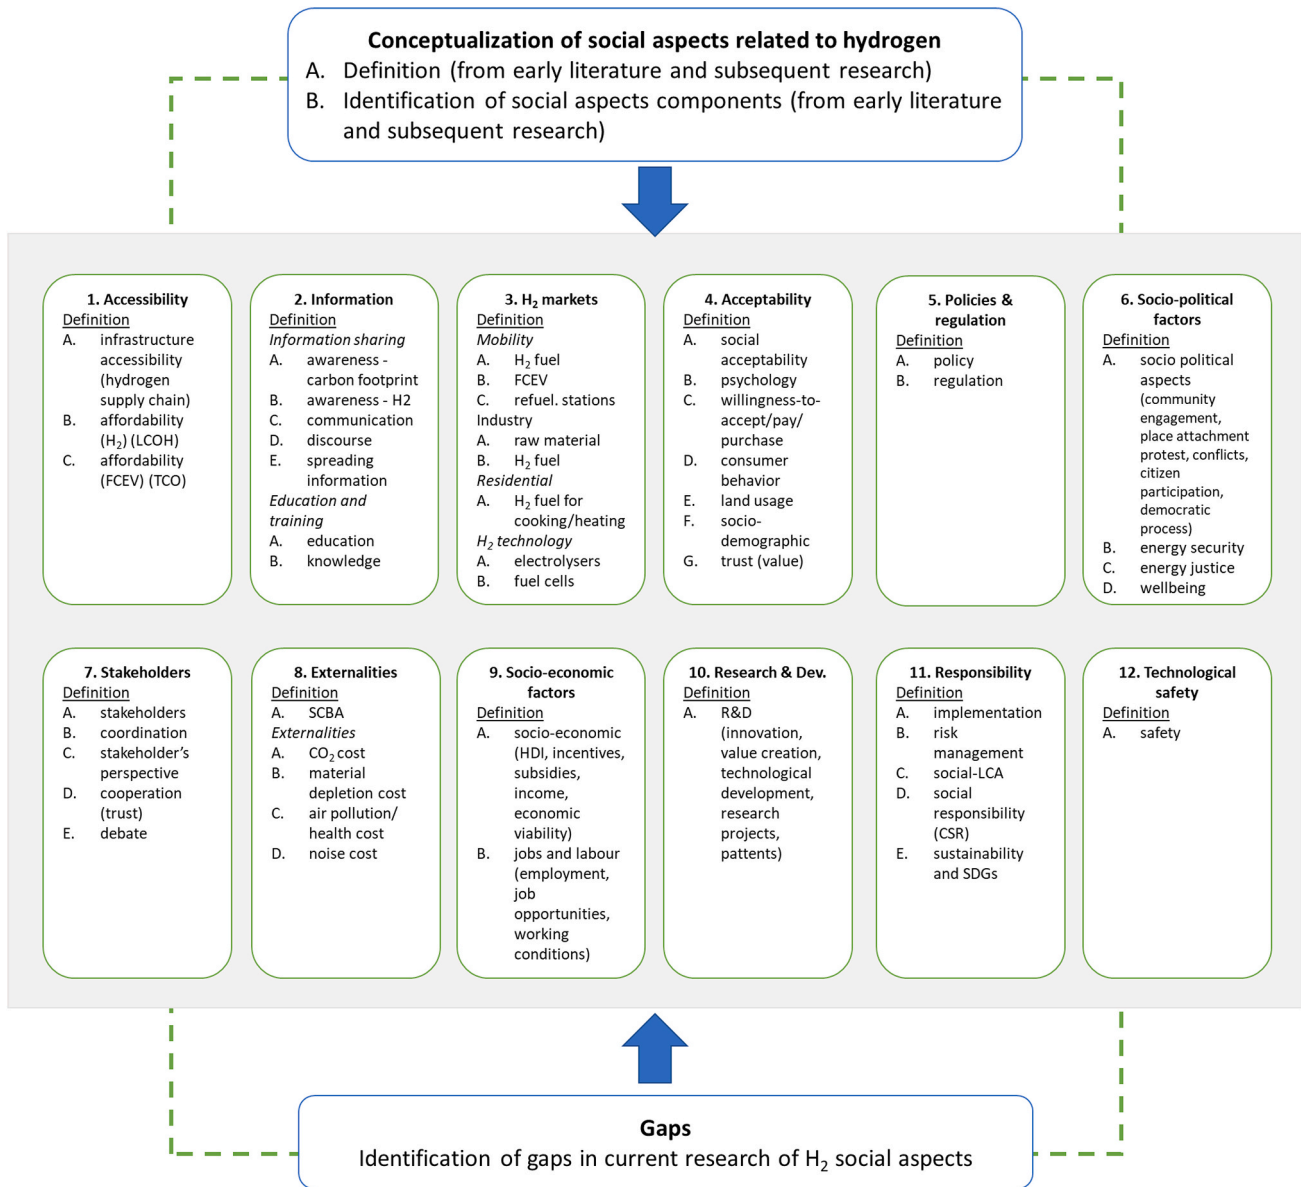 Conceptualization of social aspects related to hydrogen
A. Definition (from early literature and subsequent research)
B. Identification of social aspects components (from early literature
and subsequent research)
1. Accessibility
Definition
A. infrastructure
accessibility
(hydrogen
supply chain)
B. affordability
(H₂) (LCOH)
C. affordability
(FCEV) (TCO)
2. Information
Definition
Information sharing
A. awareness -
carbon footprint
B. awareness - H2
C. communication
D. discourse
E. spreading
information
Education and
training
A. education
B. knowledge
3. H₂ markets
Definition
Mobility
A. H₂ fuel
B. FCEV
C. refuel. stations
Industry
A. raw material
B. H₂ fuel
Residential
A. H₂ fuel for
cooking/heating
H₂ technology
A. electrolysers
B. fuel cells
4. Acceptability
Definition
A. social
acceptability
B. psychology
C. willingness-to-
accept/pay/
purchase
D. consumer
behavior
E. land usage
F. socio-
demographic
G. trust (value)
5. Policies &
regulation
Definition
A. policy
B. regulation
6. Socio-political
factors
Definition
A. socio political
aspects
(community
engagement,
place attachment
protest, conflicts,
citizen
participation,
democratic
process)
B. energy security
C. energy justice
D. wellbeing
7. Stakeholders
Definition
A. stakeholders
B. coordination
C. stakeholder's
perspective
D. cooperation
(trust)
E. debate
8. Externalities
Definition
A. SCBA
Externalities
A. CO₂ cost
B. material
depletion cost
C. air pollution/
health cost
D. noise cost
9. Socio-economic
factors
Definition
A. socio-economic
(HDI, incentives,
subsidies,
income,
economic
viability)
B. jobs and labour
(employment,
job
opportunities,
working
conditions)
10. Research & Dev.
Definition
A. R&D
(innovation,
value creation,
technological
development,
research
projects,
pattents)
11. Responsibility
Definition
A. implementation
B. risk
management
C. social-LCA
D. social
responsibility
(CSR)
E. sustainability
and SDGs
12. Technological
safety
Definition
A. safety
Gaps
Identification of gaps in current research of H₂ social aspects